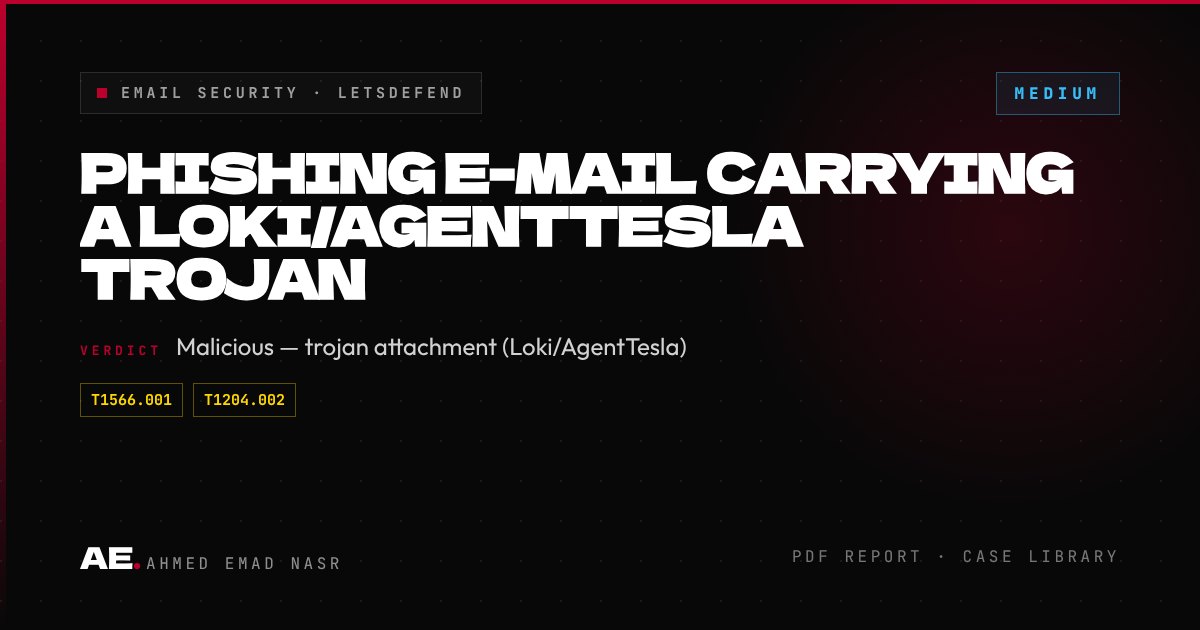 EMAIL SECURITY · LETSDEFEND
MEDIUM
PHISHING E-MAIL CARRYING
A LOKI/AGENTTESLA
TROJAN
VERDICT Malicious — trojan attachment (Loki/AgentTesla)
T1566.001 T1204.002
AE. AHMED EMAD NASR
PDF REPORT · CASE LIBRARY